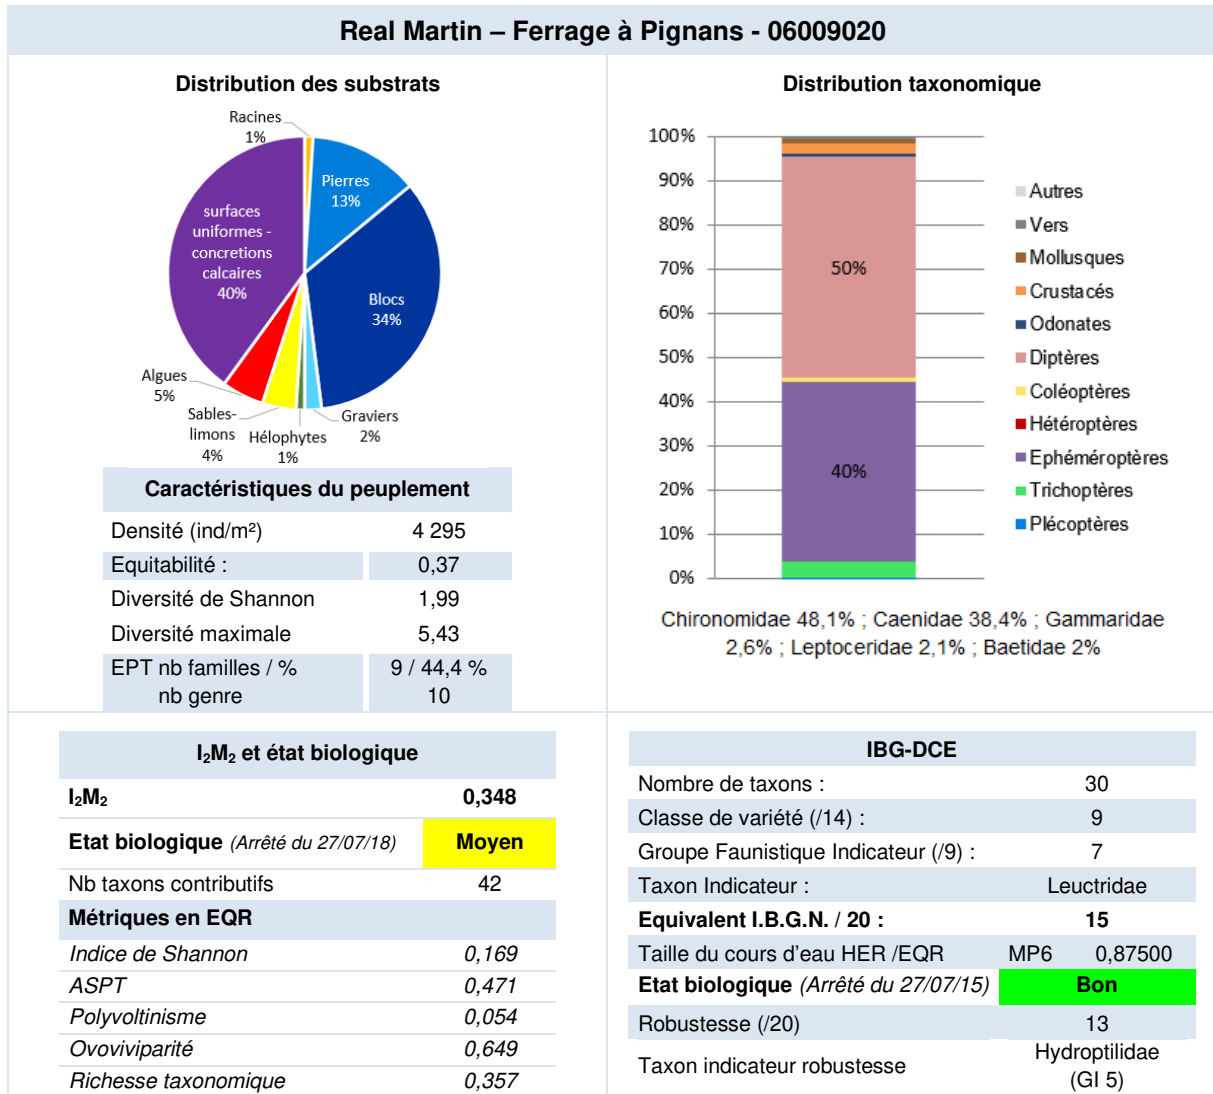 Real Martin – Ferrage à Pignans - 06009020
Distribution des substrats
Racines
1%
Pierres
13%
surfaces
uniformes -
concretions
calcaires
40%
Blocs
34%
Algues
5%
Sables-
limons
4%
Hélophytes
1%
Graviers
2%
Caractéristiques du peuplement
Densité (ind/m²) 4 295
Equitabilité : 0,37
Diversité de Shannon 1,99
Diversité maximale 5,43
EPT nb familles / % 9 / 44,4 %
nb genre 10
Distribution taxonomique
100%
90%
80%
70%
60%
50%
40%
30%
20%
10%
0%
50%
40%
Autres
Vers
Mollusques
Crustacés
Odonates
Diptères
Coléoptères
Hétéroptères
Ephéméroptères
Trichoptères
Plécoptères
Chironomidae 48,1% ; Caenidae 38,4% ; Gammaridae
2,6% ; Leptoceridae 2,1% ; Baetidae 2%
I₂M₂ et état biologique
I₂M₂ 0,348
Etat biologique (Arrêté du 27/07/18) Moyen
Nb taxons contributifs 42
Métriques en EQR
Indice de Shannon 0,169
ASPT 0,471
Polyvoltinisme 0,054
Ovoviviparité 0,649
Richesse taxonomique 0,357
IBG-DCE
Nombre de taxons : 30
Classe de variété (/14) : 9
Groupe Faunistique Indicateur (/9) : 7
Taxon Indicateur : Leuctridae
Equivalent I.B.G.N. / 20 : 15
Taille du cours d'eau HER /EQR MP6 0,87500
Etat biologique (Arrêté du 27/07/15) Bon
Robustesse (/20) 13
Taxon indicateur robustesse Hydroptilidae
(GI 5)